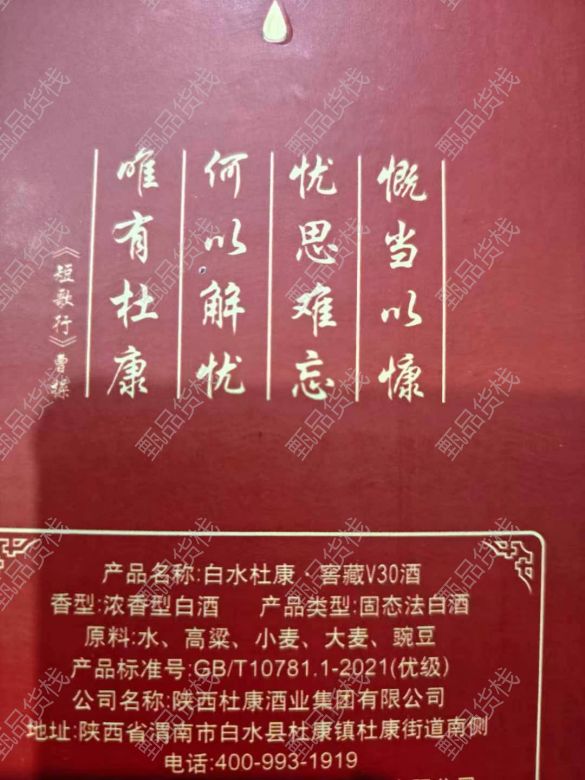 慨当以慷
忧思难忘
何以解忧
唯有杜康
《短歌行》曹操
产品名称:白水杜康·窖藏V30酒
香型:浓香型白酒 产品类型:固态法白酒
原料:水、高粱、小麦、大麦、豌豆
产品标准号:GB/T10781.1-2021(优级)
公司名称:陕西杜康酒业集团有限公司
地址:陕西省渭南市白水县杜康镇杜康街道南侧
电话:400-993-1919
甄品货栈